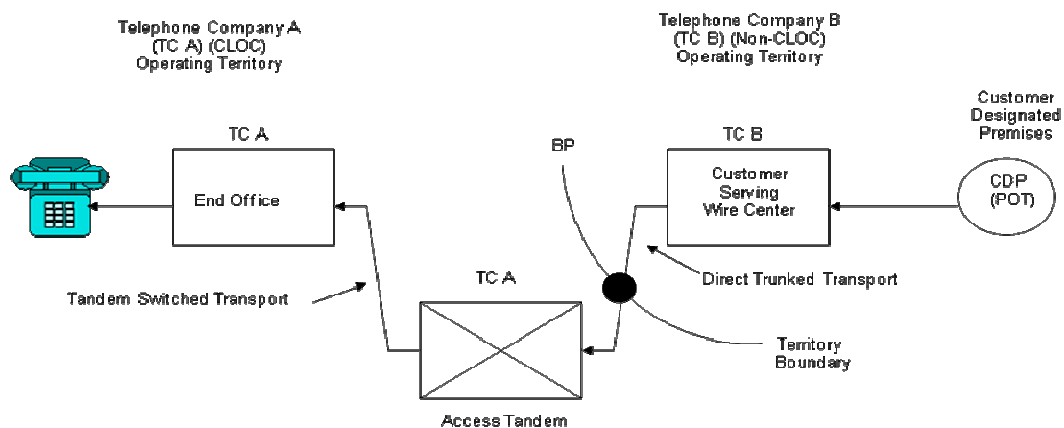 Telephone Company A
(TC A) (CLOC)
Operating Territory
Telephone Company B
(TC B) (Non-CLOC)
Operating Territory
Customer
Designated
Premises
TC A
BP
TC B
End Office
Customer
Serving
Wire Center
CDP
(POT)
Tandem Switched Transport
TC A
Direct Trunked Transport
Territory
Boundary
Access Tandem